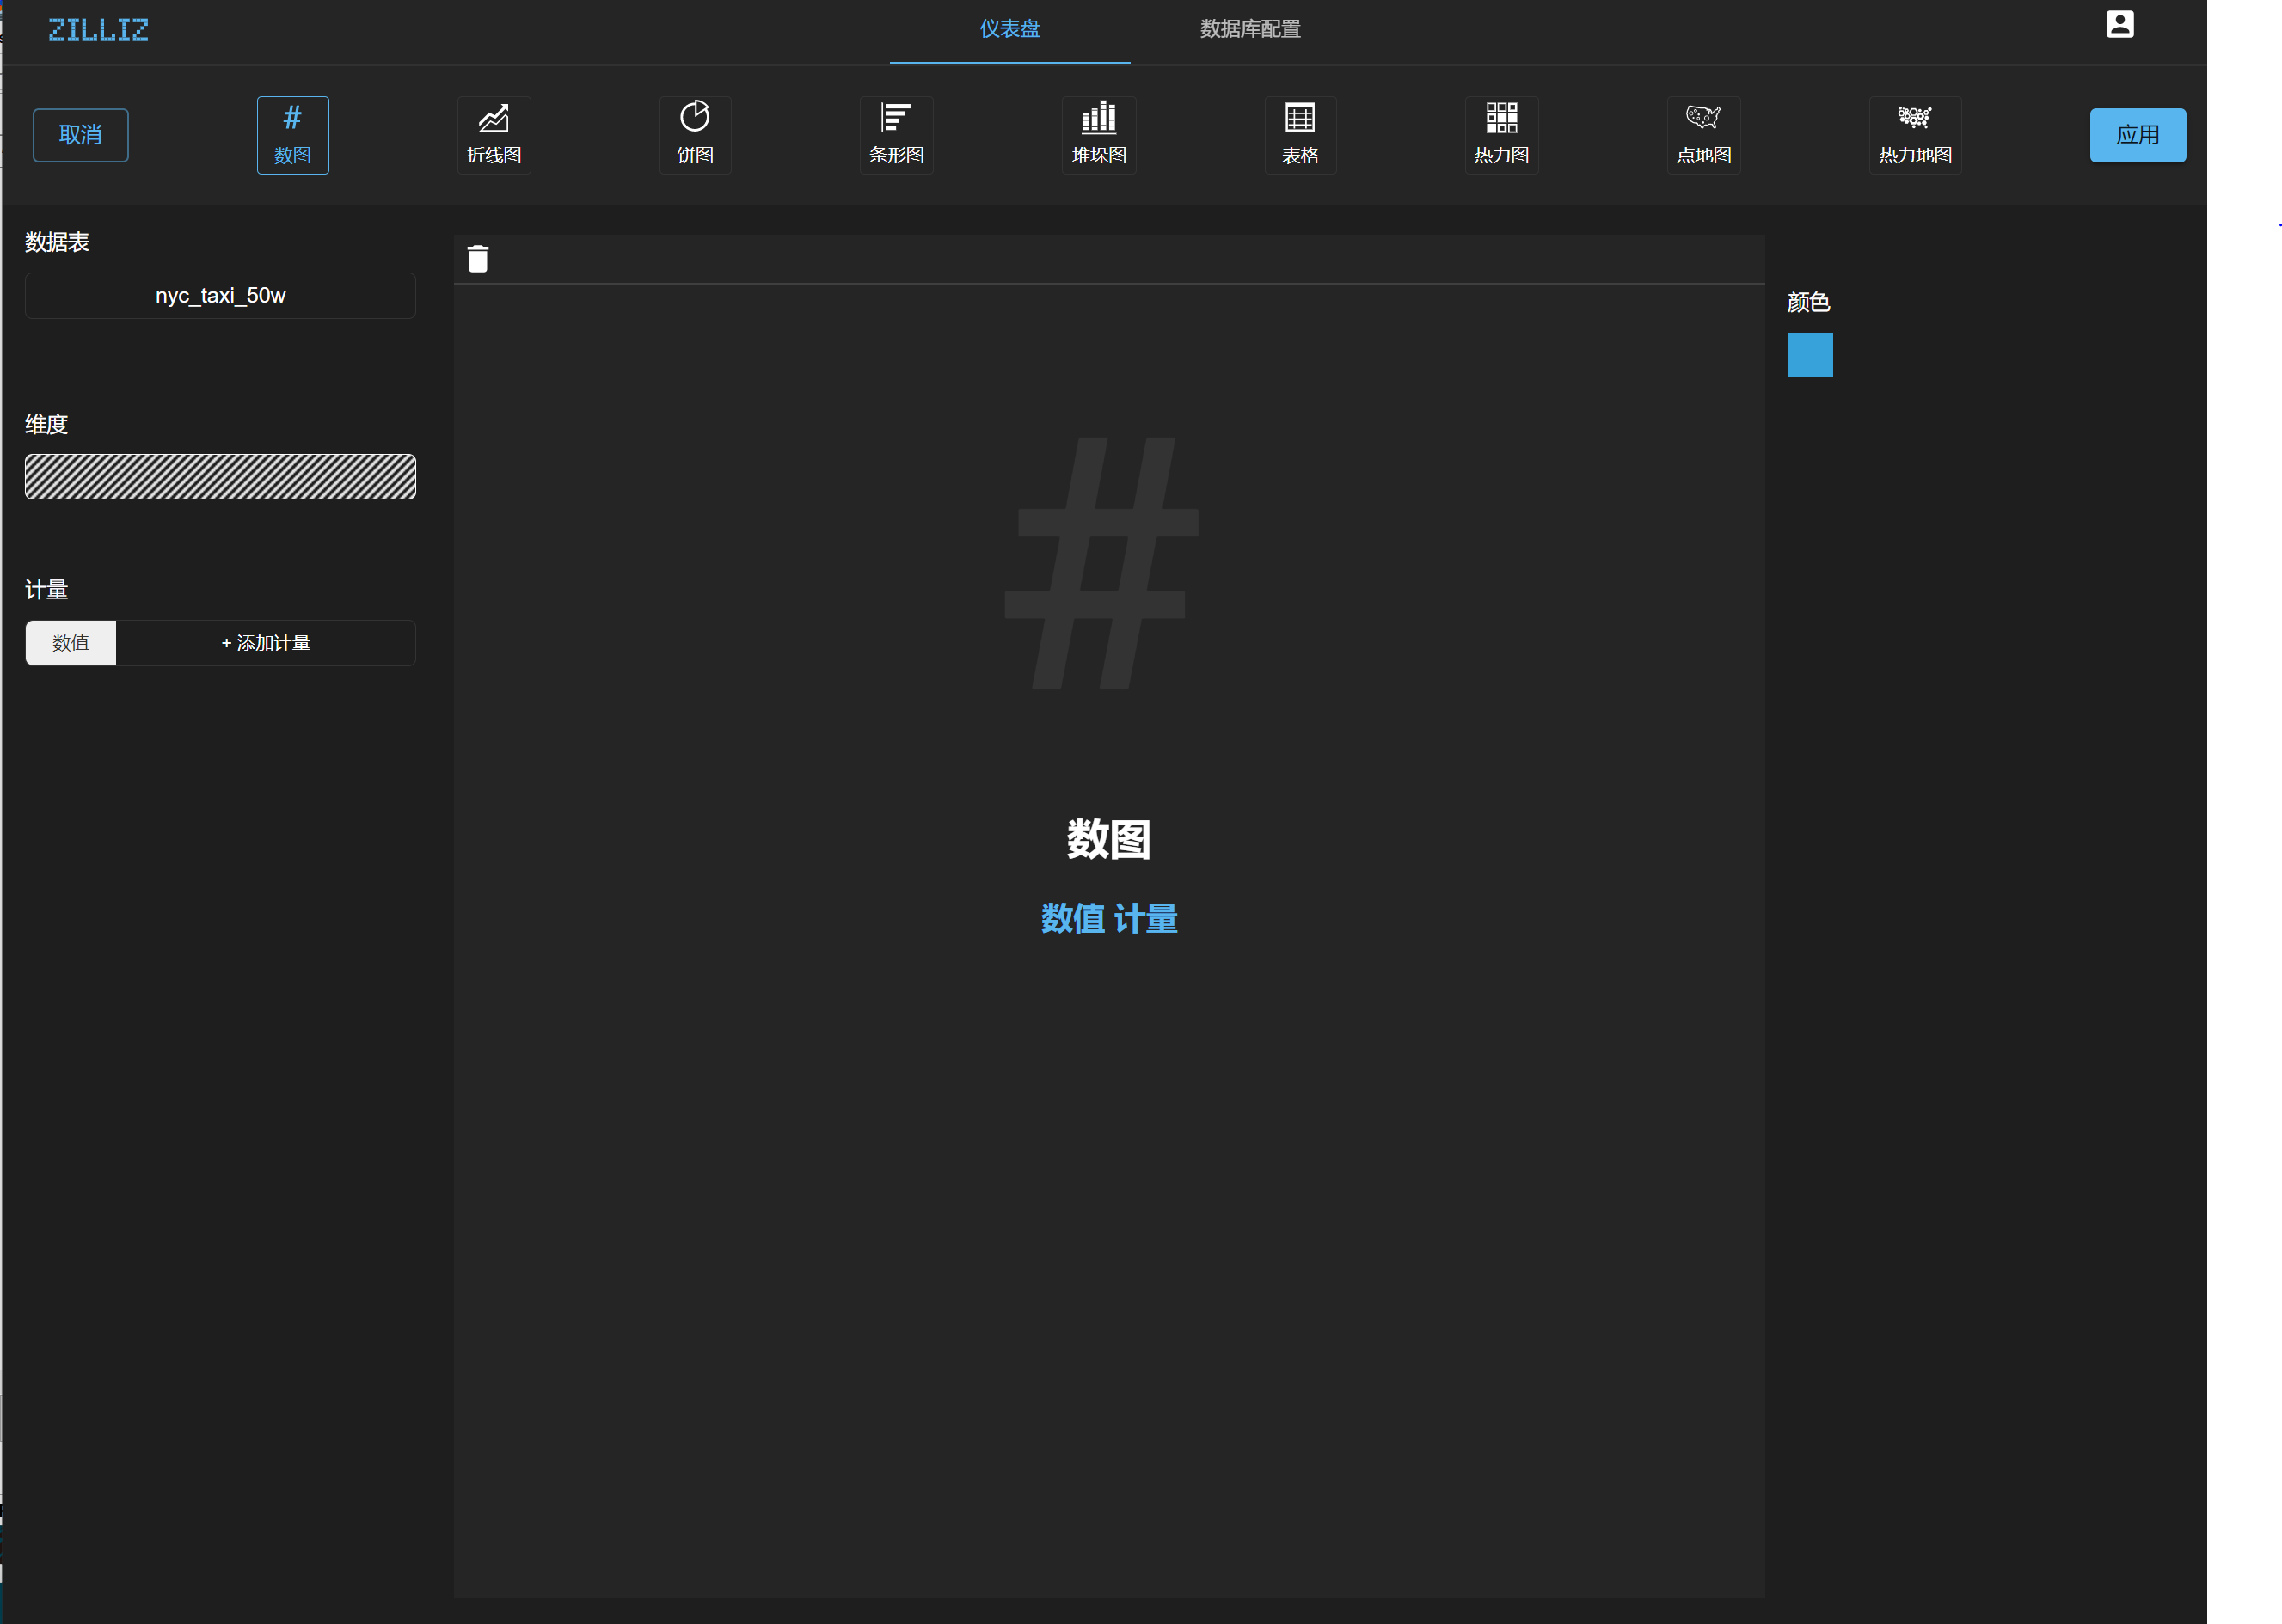 ZILLIZ
仪表盘
数据库配置
取消
数图
折线图
饼图
条形图
堆垛图
表格
热力图
点地图
热力地图
应用
数据表
nyc_taxi_50w
维度
计量
数值
+ 添加计量
#
数图
数值 计量
颜色